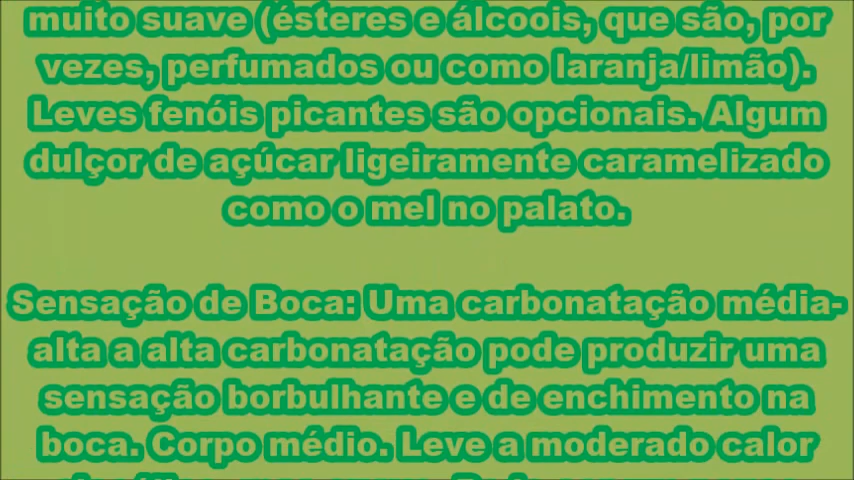 muito suave (ésteres e álcoois, que são, por
vezes, perfumados ou como laranja/limão).
Leves fenóis picantes são opcionais. Algum
dulçor de açúcar ligeiramente caramelizado
como o mel no palato.
Sensação de Boca: Uma carbonatação média-
alta a alta carbonatação pode produzir uma
sensação borbulhante e de enchimento na
boca. Corpo médio. Leve a moderado calor